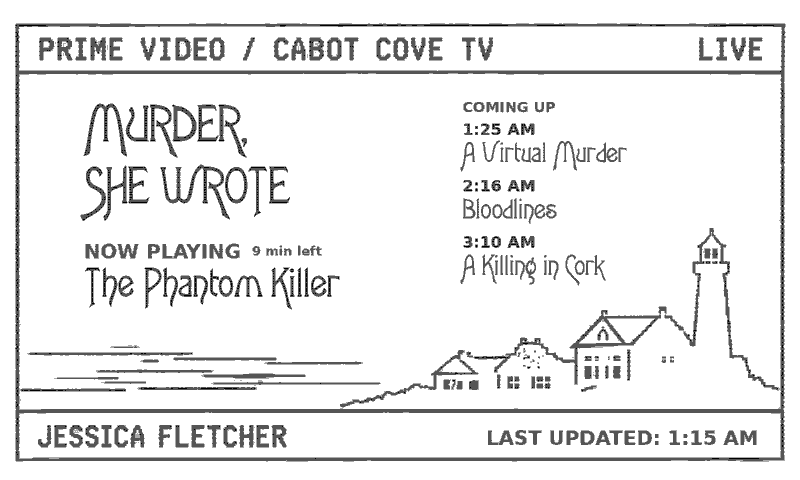 PRIME VIDEO / CABOT COVE TV
LIVE
MURDER,
SHE WROTE
NOW PLAYING 9 min left
The Phantom Killer
COMING UP
1:25 AM
A Virtual Murder
2:16 AM
Bloodlines
3:10 AM
A Killing in Cork
JESSICA FLETCHER
LAST UPDATED: 1:15 AM